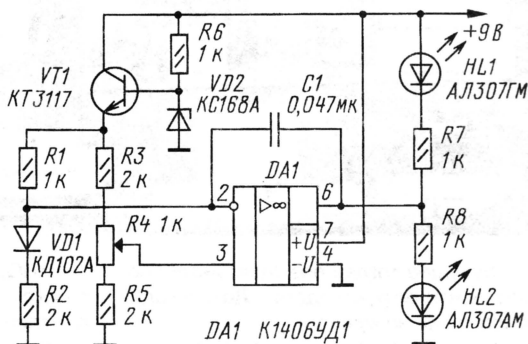 R6
1к
+9В
VT1
КТ3117
VD2
КС168А
C1
0,047мк
HL1
АЛ307ГМ
R1
1к
R3
2к
DA1
R7
1к
2
▷∞
6
R4 1к
+U
7
R8
1к
VD1
КД102А
3
-U
4
R2
2к
R5
2к
HL2
АЛ307АМ
DA1 К1406УД1